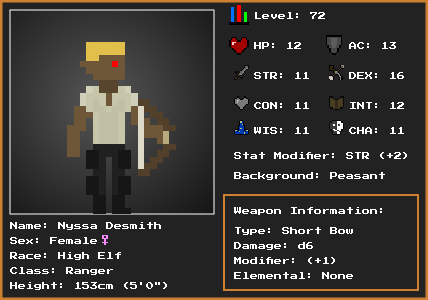 Level: 72
HP: 12
AC: 13
STR: 11
DEX: 16
CON: 11
INT: 12
WIS: 11
CHA: 11
Stat Modifier: STR (+2)
Background: Peasant
Name: Nyssa Desmith
Sex: Female♀
Race: High Elf
Class: Ranger
Height: 153cm (5'0")
Weapon Information:
Type: Short Bow
Damage: d6
Modifier: (+1)
Elemental: None